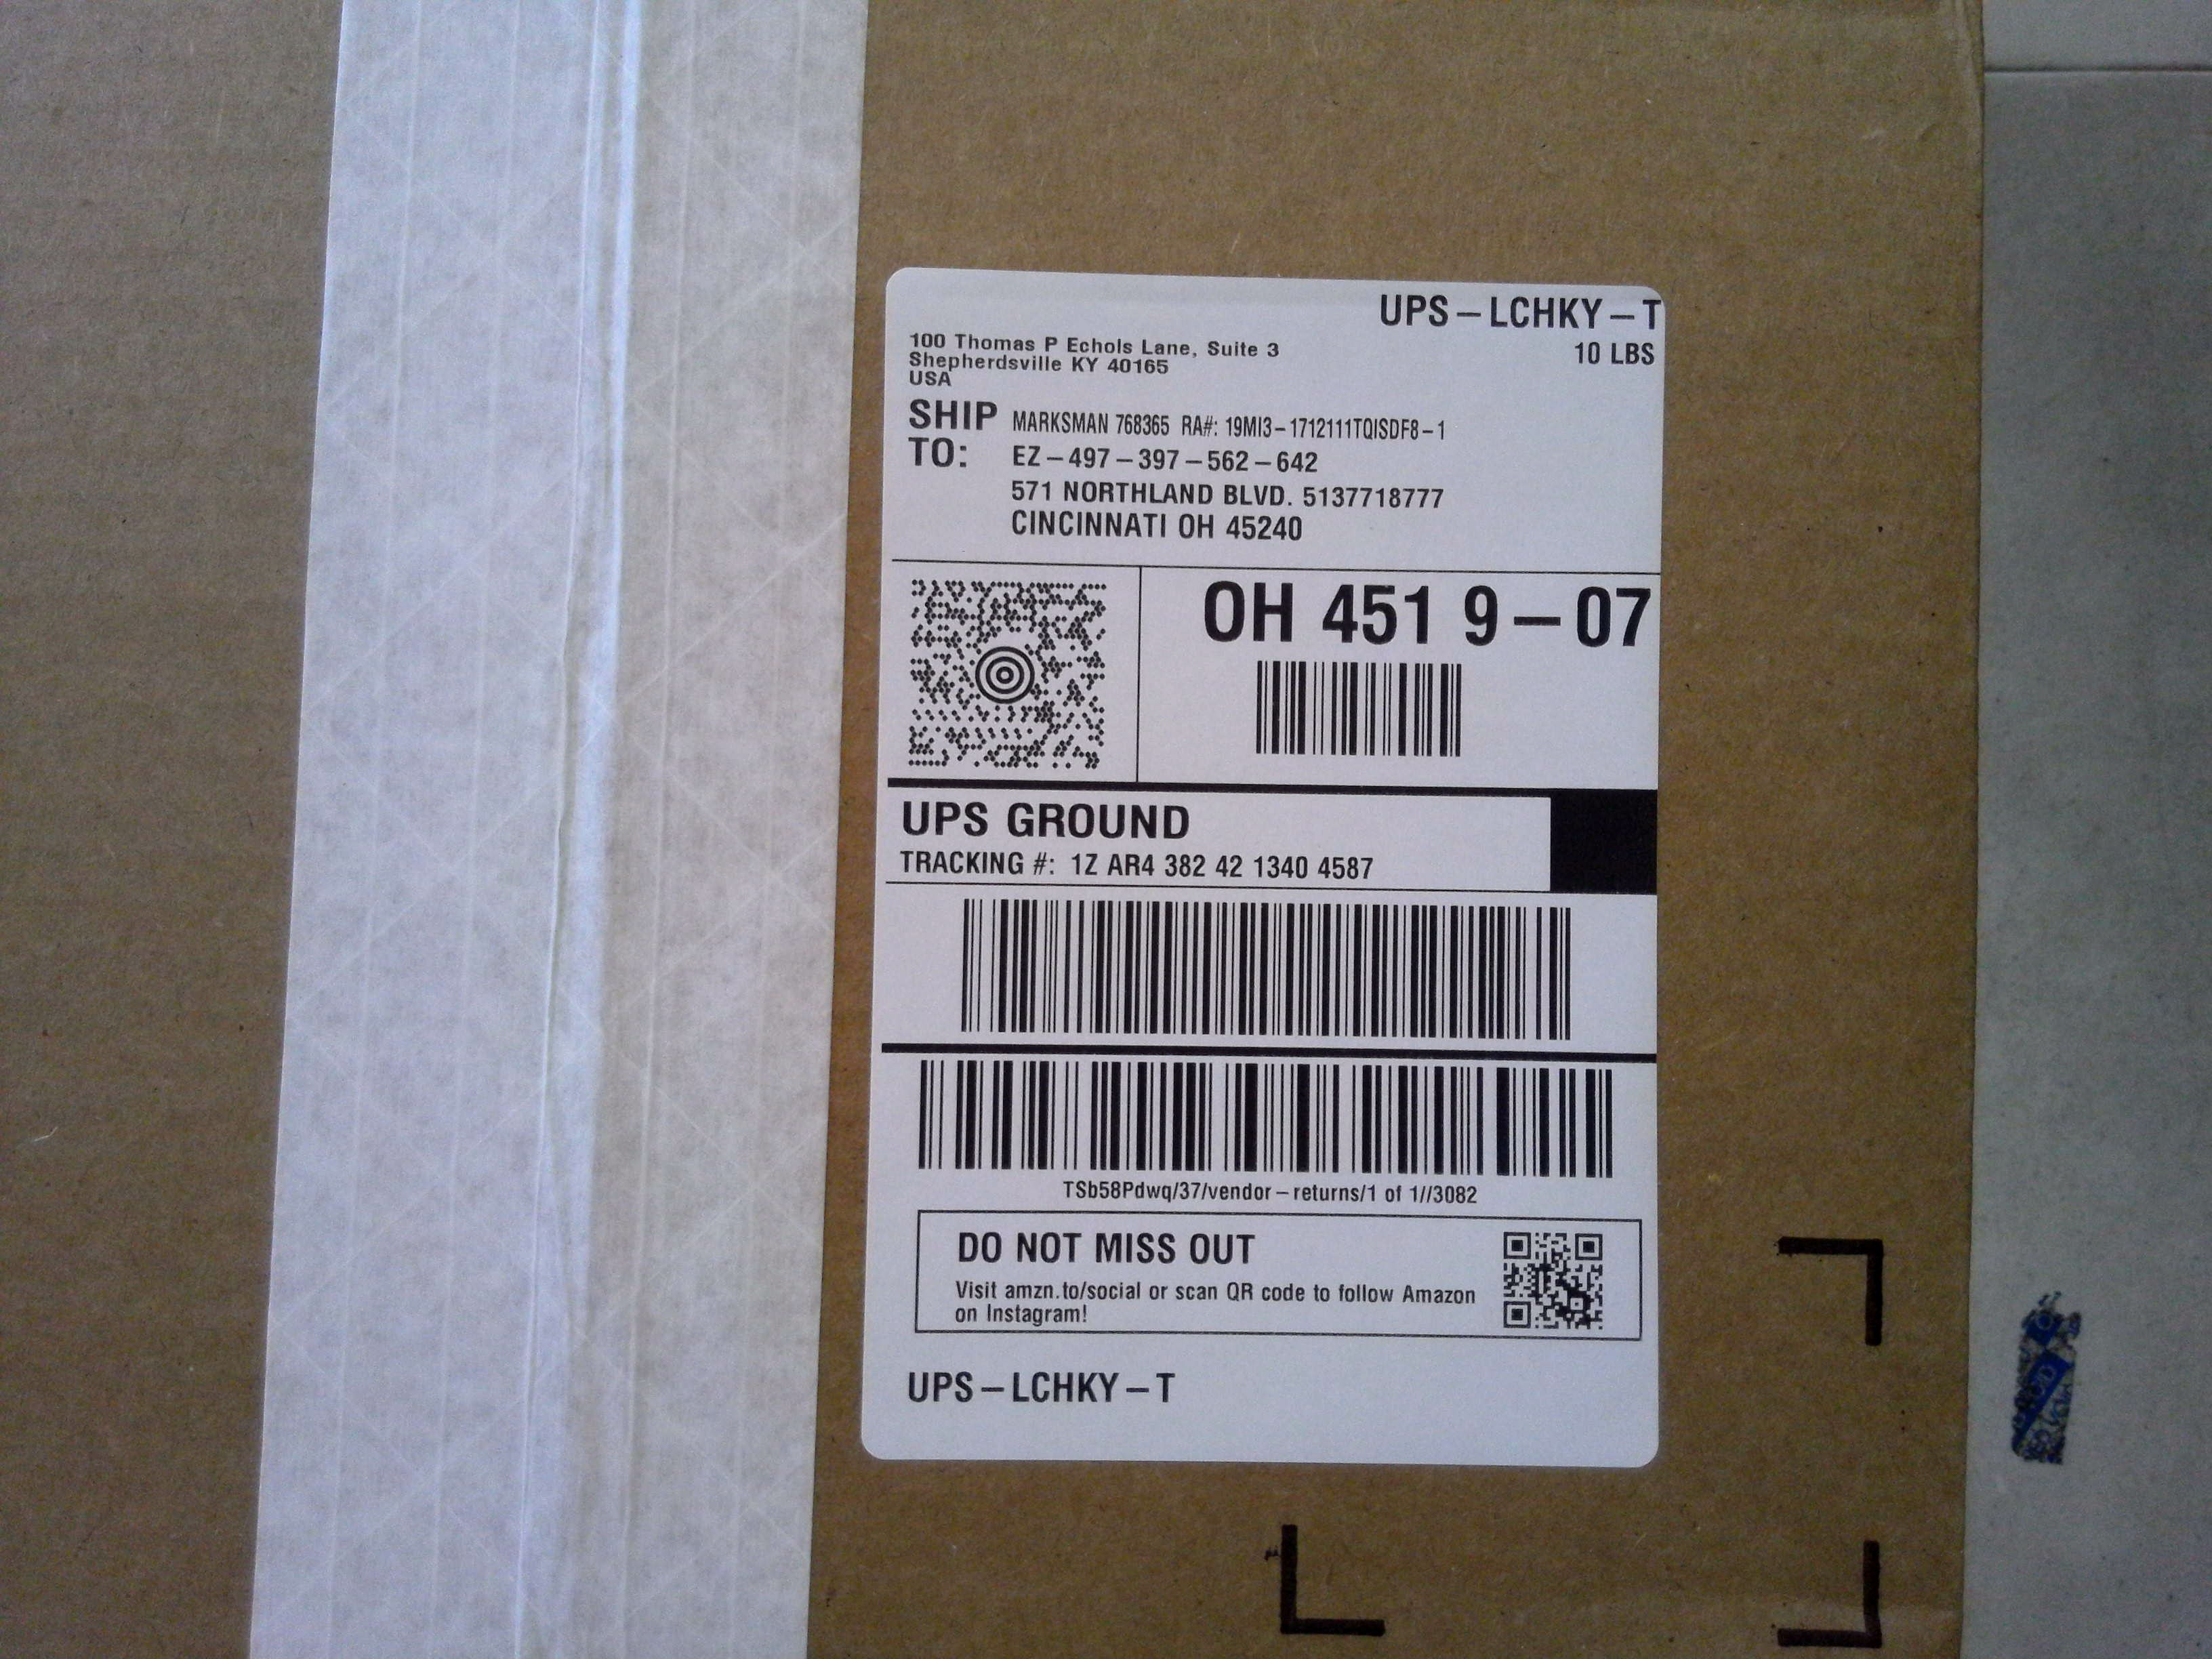 UPS – LCHKY – T
100 Thomas P Echols Lane, Suite 3
10 LBS
Shepherdsville KY 40165
USA
SHIP TO:
MARKSMAN 768365 RA#: 19MI3-1712111TQISDF8-1
EZ – 497 – 397 – 562 – 642
571 NORTHLAND BLVD. 5137718777
CINCINNATI OH 45240
OH 451 9 – 07
UPS GROUND
TRACKING #: 1Z AR4 382 42 1340 4587
TSb58Pdwq/37/vendor – returns/1 of 1//3082
DO NOT MISS OUT
Visit amzn.to/social or scan QR code to follow Amazon
on Instagram!
UPS – LCHKY – T